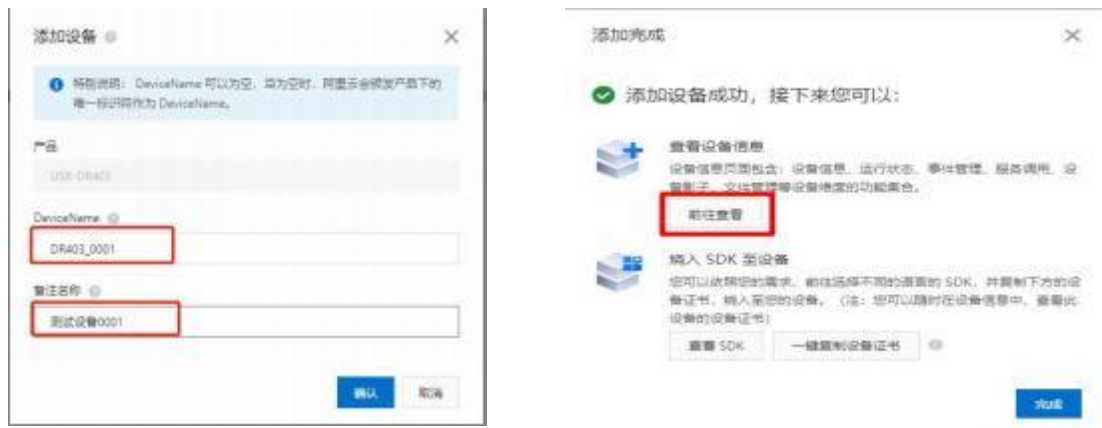 添加设备
特别说明: DeviceName 可以为空, 当为空时, 阿里云会颁发产品下的
唯一标识符作为 DeviceName。
产品
USR-DR403
DeviceName
DR403_0001
备注名称
测试设备0001
确认
取消
添加完成
添加设备成功, 接下来您可以:
查看设备信息
设备信息页面包含: 设备信息、运行状态、事件管理、服务调用、设
备影子、文件管理等设备维度的功能集合。
前往查看
烧入 SDK 至设备
您可以依照您的需求, 前往选择不同的语言的 SDK, 并复制下方的设
备证书, 烧入至您的设备。 (注: 您可以随时在设备信息中, 查看此
设备的设备证书)
查看 SDK
一键复制设备证书
完成